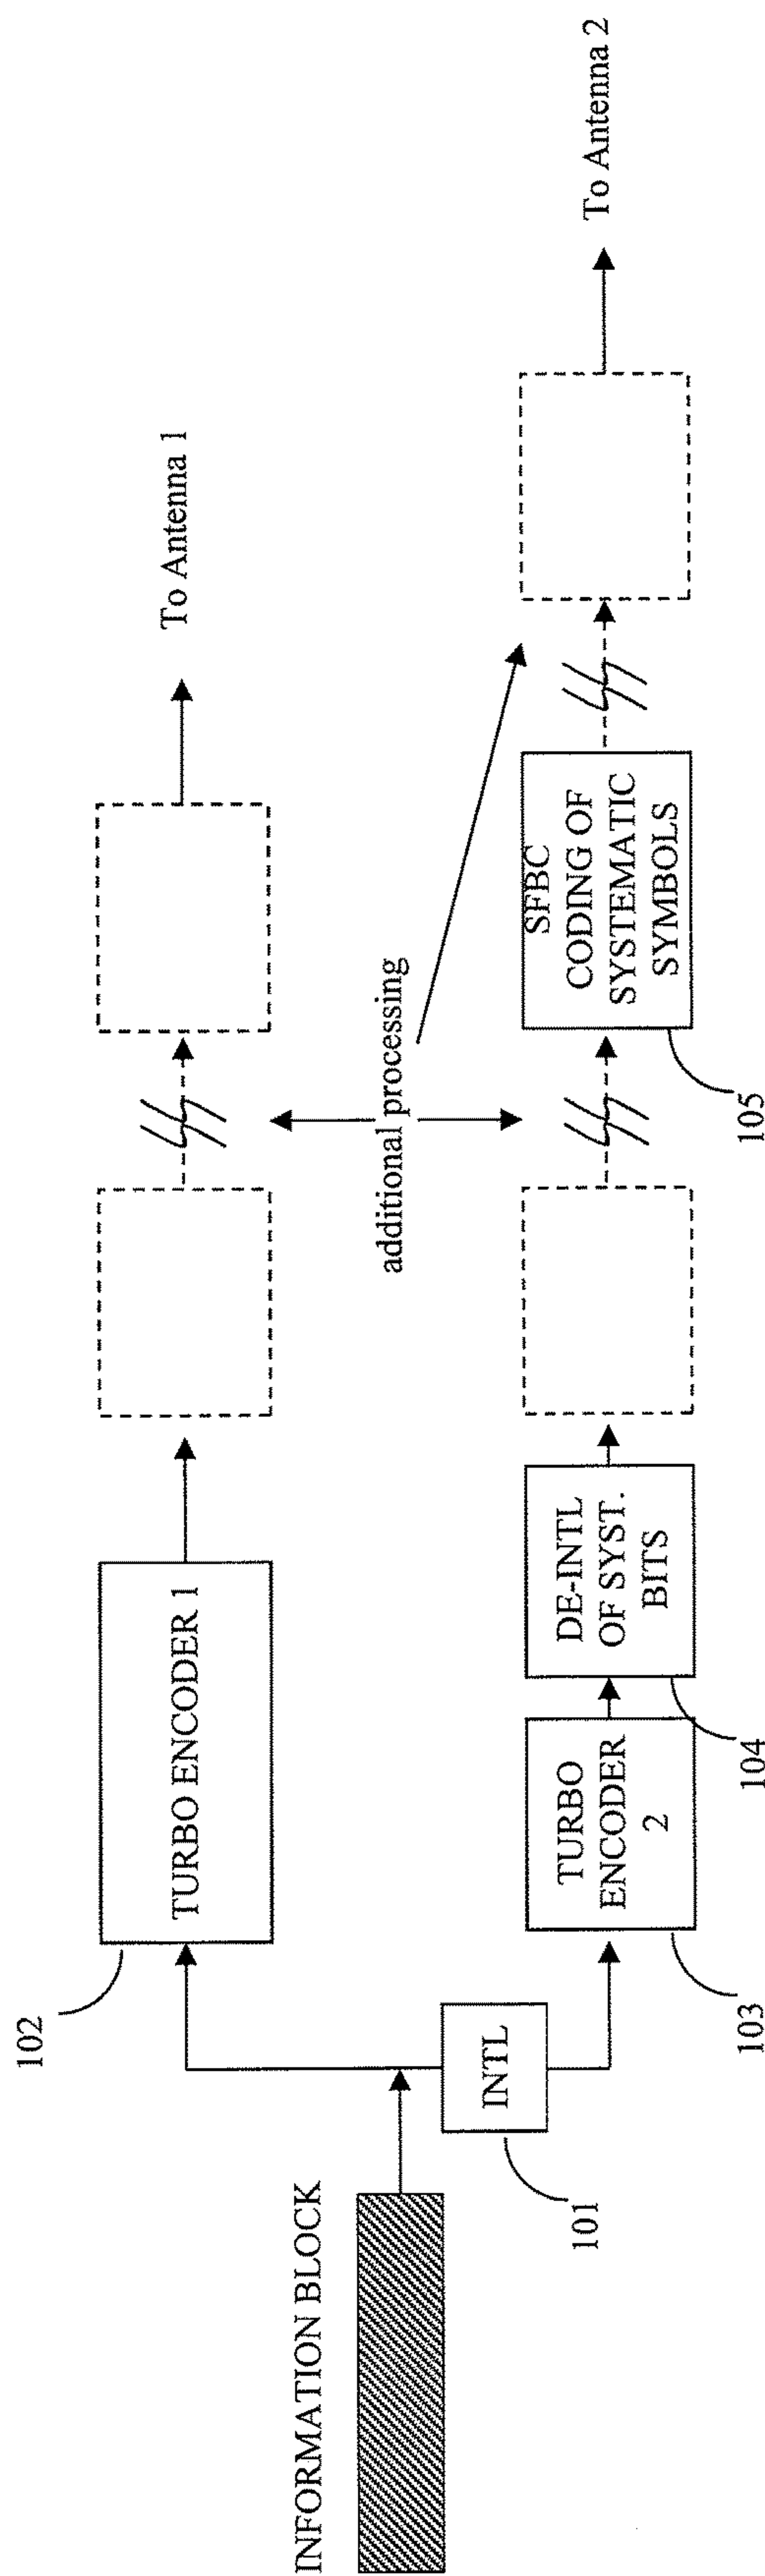 INFORMATION BLOCK
INTL
101
102
TURBO ENCODER 1
To Antenna 1
additional processing
103
TURBO
ENCODER
2
104
DE-INTL
OF SYST.
BITS
105
SFBC
CODING OF
SYSTEMATIC
SYMBOLS
To Antenna 2